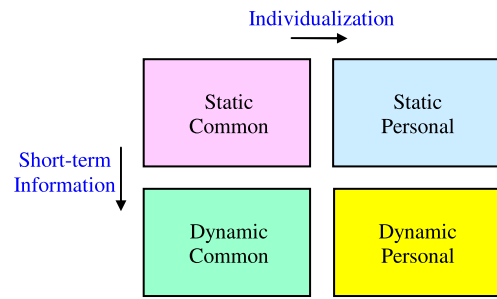 Individualization
Static
Common
Static
Personal
Short-term
Information
Dynamic
Common
Dynamic
Personal